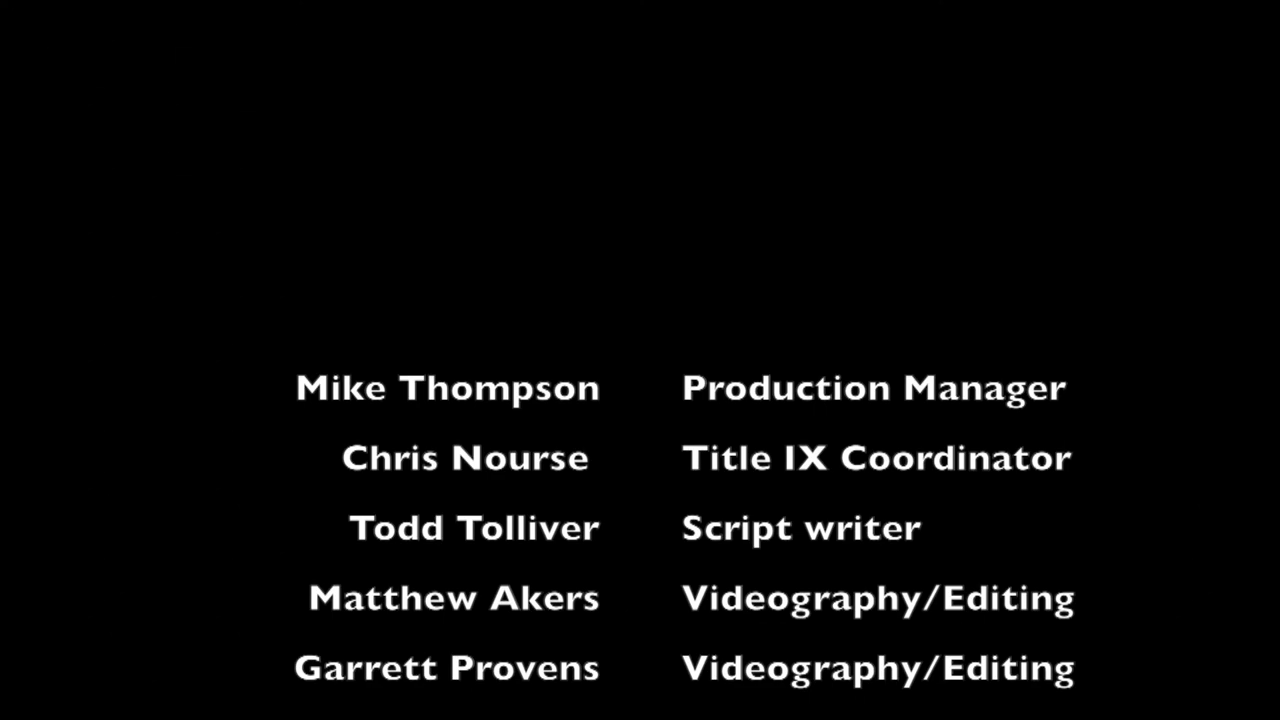 Mike Thompson Production Manager
Chris Nourse Title IX Coordinator
Todd Tolliver Script writer
Matthew Akers Videography/Editing
Garrett Provens Videography/Editing